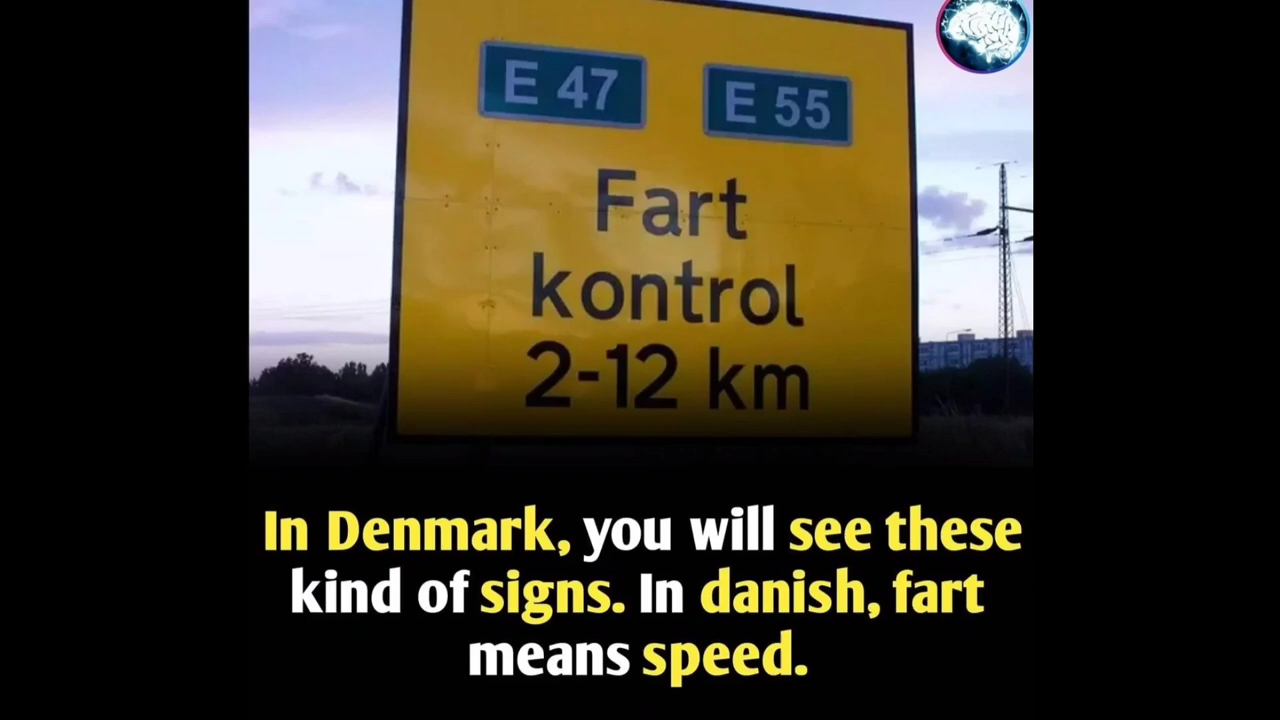 E 47
E 55
Fart
kontrol
2-12 km
In Denmark, you will see these
kind of signs. In danish, fart
means speed.